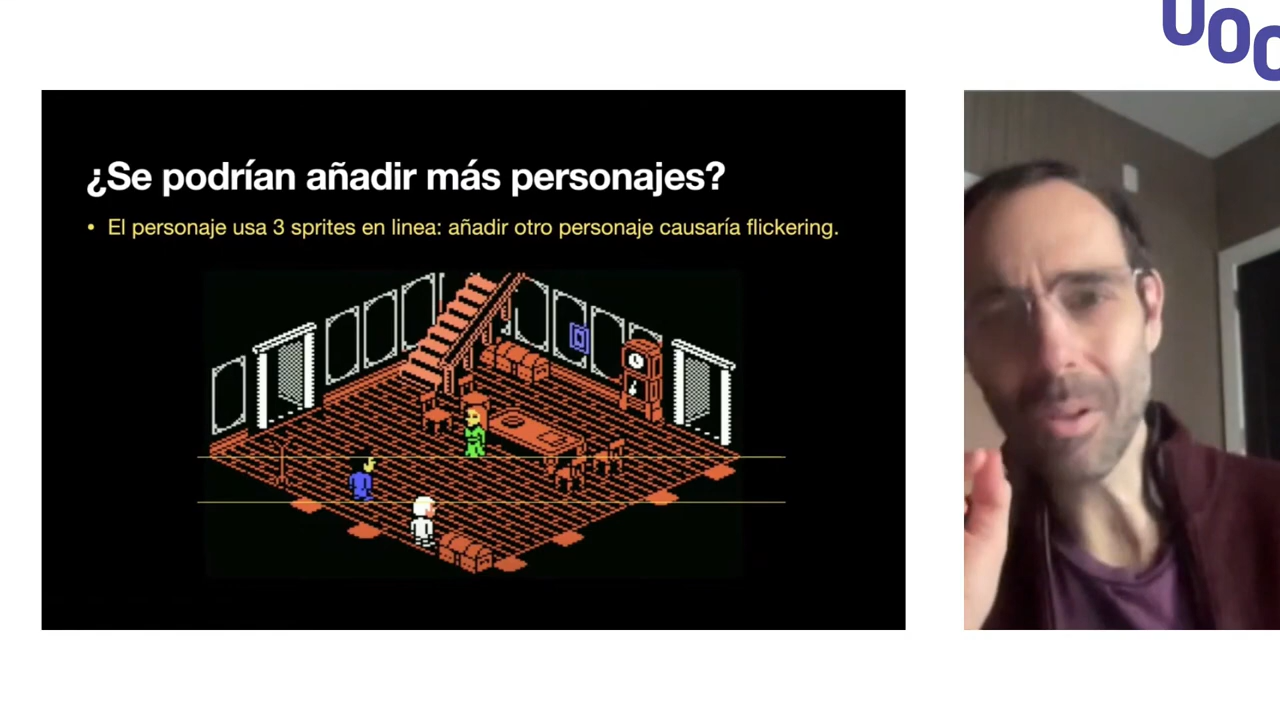 UOC
¿Se podrían añadir más personajes?
• El personaje usa 3 sprites en linea: añadir otro personaje causaría flickering.